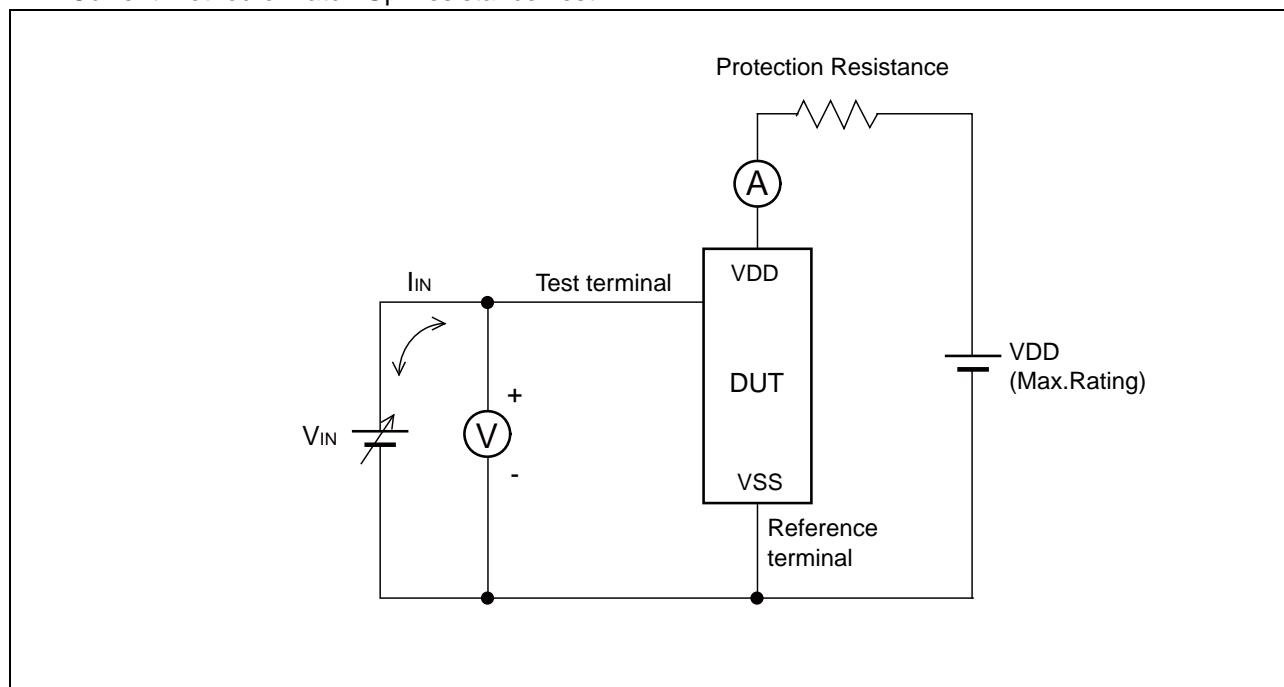 Protection Resistance
A
VDD
IIN
Test terminal
DUT
VDD
(Max.Rating)
VIN
+
V
-
VSS
Reference
terminal